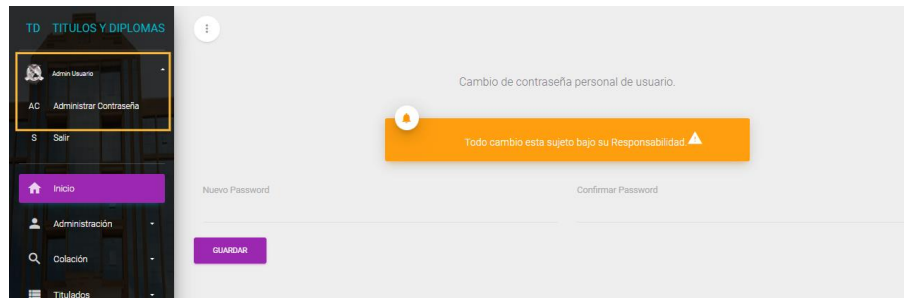 TD TITULOS Y DIPLOMAS
Admin Usuario
AC Administrar Contraseña
S Salir
Inicio
Administración
Colación
Titulados
Cambio de contraseña personal de usuario.
Todo cambio esta sujeto bajo su Responsabilidad.
Nuevo Password
Confirmar Password
GUARDAR